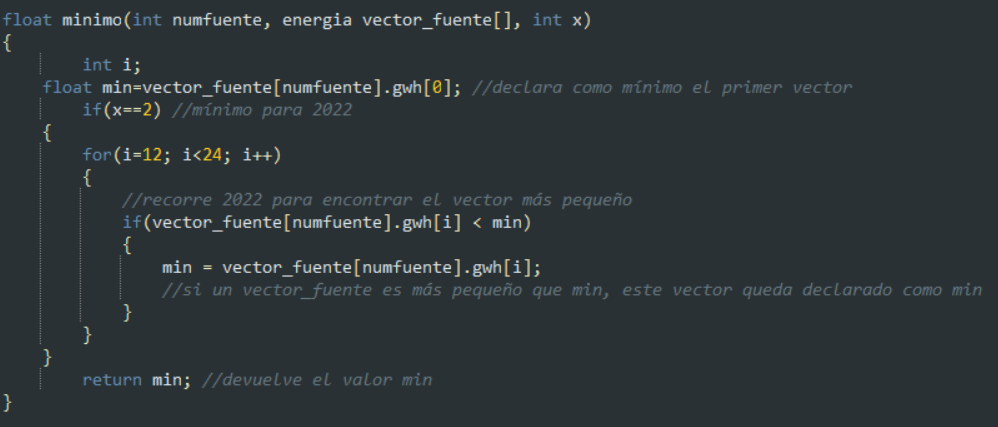 float minimo(int numfuente, energia vector_fuente[], int x)
{
int i;
float min=vector_fuente[numfuente].gwh[0]; //declara como mínimo el primer vector
if(x==2) //mínimo para 2022
{
for(i=12; i<24; i++)
{
//recorre 2022 para encontrar el vector más pequeño
if(vector_fuente[numfuente].gwh[i] < min)
{
min = vector_fuente[numfuente].gwh[i];
//si un vector_fuente es más pequeño que min, este vector queda declarado como min
}
}
}
return min; //devuelve el valor min
}